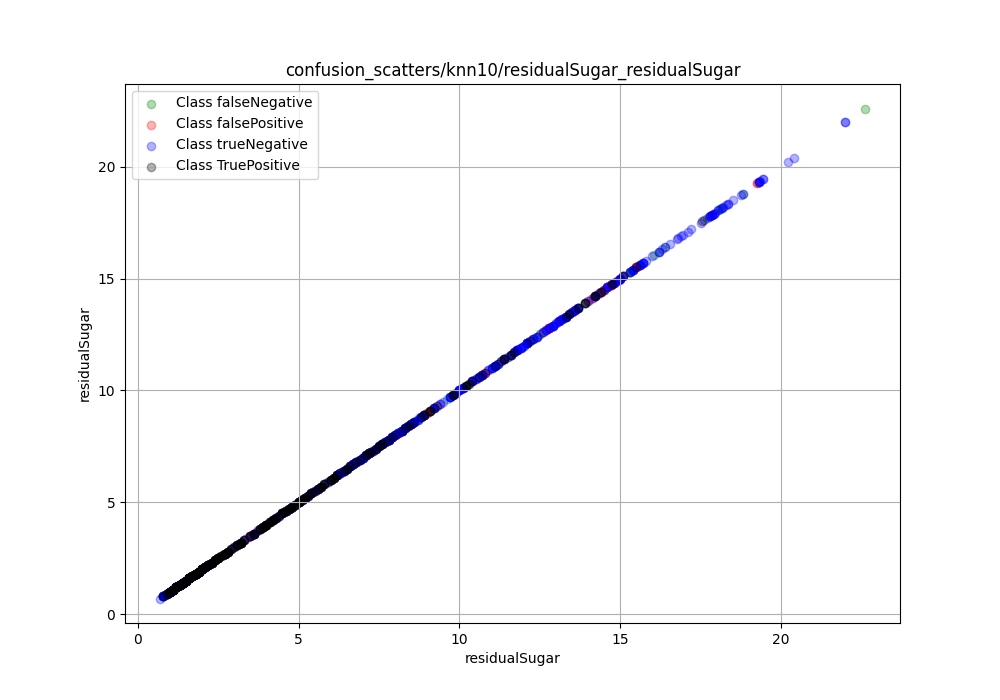 confusion_scatters/knn10/residualSugar_residualSugar
Class falseNegative
Class falsePositive
Class trueNegative
Class TruePositive
20
15
10
5
0
residualSugar
0 5 10 15 20
residualSugar